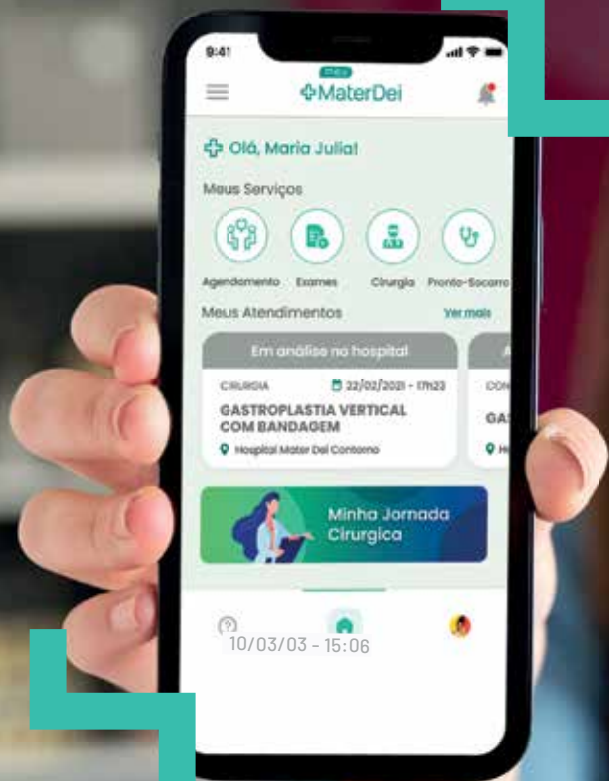 9:41
meu
MaterDei
Olá, Maria Julia!
Meus Serviços
Agendamento Exames Cirurgia Pronto-Socorro
Meus Atendimentos Ver mais
Em análise no hospital
CIRURGIA 22/02/2021 - 17h23 CON
GASTROPLASTIA VERTICAL GA
COM BANDAGEM
Hospital Mater Dei Contorno H
Minha Jornada
Cirurgica
10/03/03 - 15:06